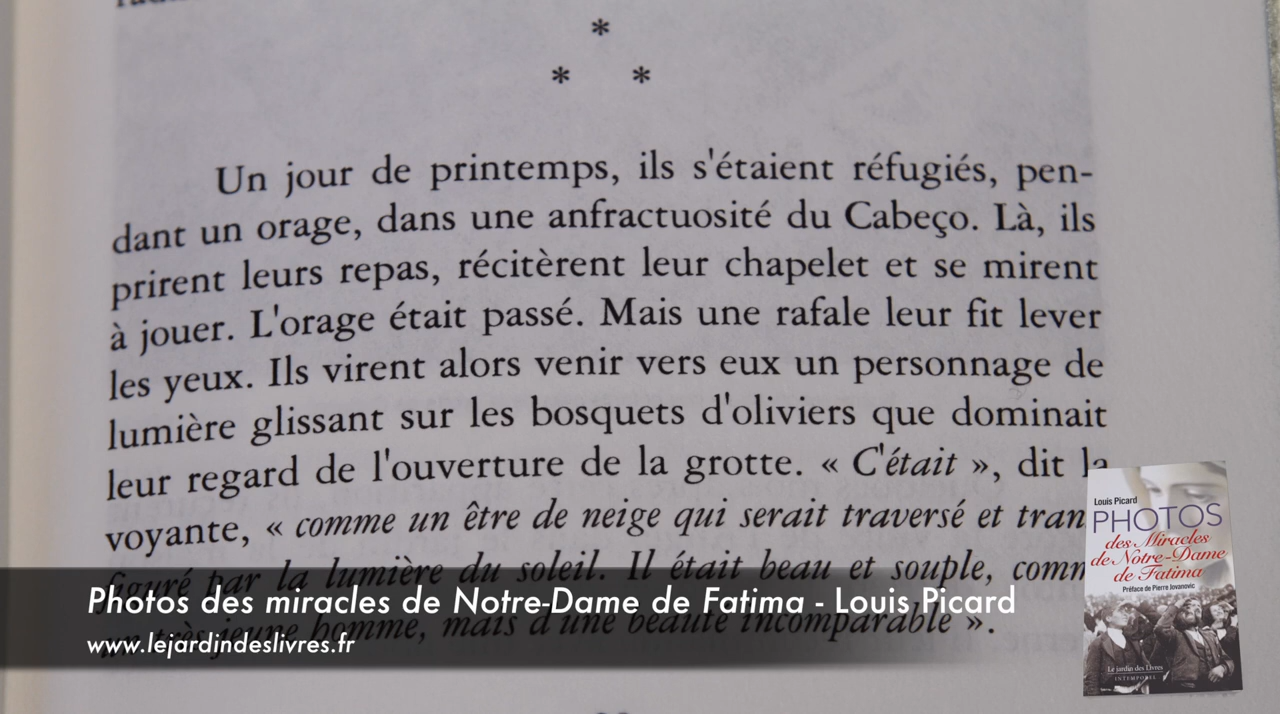 *
* *
Un jour de printemps, ils s'étaient réfugiés, pen-
dant un orage, dans une anfractuosité du Cabeço. Là, ils
prirent leurs repas, récitèrent leur chapelet et se mirent
à jouer. L'orage était passé. Mais une rafale leur fit lever
les yeux. Ils virent alors venir vers eux un personnage de
lumière glissant sur les bosquets d'oliviers que dominait
leur regard de l'ouverture de la grotte. « C'était », dit la
voyante, « comme un être de neige qui serait traversé et tran
figuré par la lumière du soleil. Il était beau et souple, comm
un très jeune homme, mais d'une beauté incomparable ».
Photos des miracles de Notre-Dame de Fatima - Louis Picard
www.lejardindeslivres.fr
Louis Picard
PHOTOS
des Miracles
de Notre-Dame
de Fatima
Préface de Pierre Jovanovic
Le jardin des Livres
INTEMPOREL